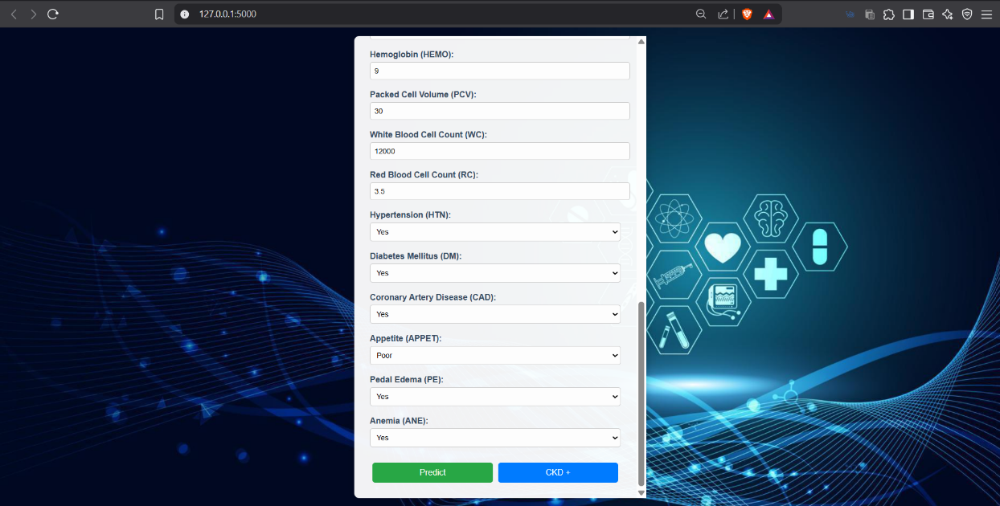 127.0.0.1:5000
Hemoglobin (HEMO):
9
Packed Cell Volume (PCV):
30
White Blood Cell Count (WC):
12000
Red Blood Cell Count (RC):
3.5
Hypertension (HTN):
Yes
Diabetes Mellitus (DM):
Yes
Coronary Artery Disease (CAD):
Yes
Appetite (APPET):
Poor
Pedal Edema (PE):
Yes
Anemia (ANE):
Yes
Predict
CKD +